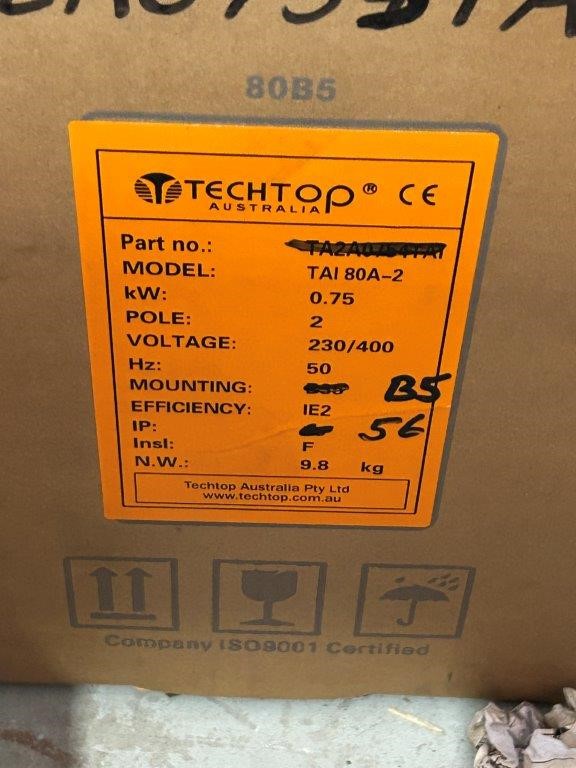 80B5
TECHTOP® CE
AUSTRALIA
Part no.:
MODEL: TAI 80A-2
kW: 0.75
POLE: 2
VOLTAGE: 230/400
Hz: 50
MOUNTING: B5
EFFICIENCY: IE2
IP: 56
Insl: F
N.W.: 9.8 kg
Techtop Australia Pty Ltd
www.techtop.com.au
Company ISO9001 Certified